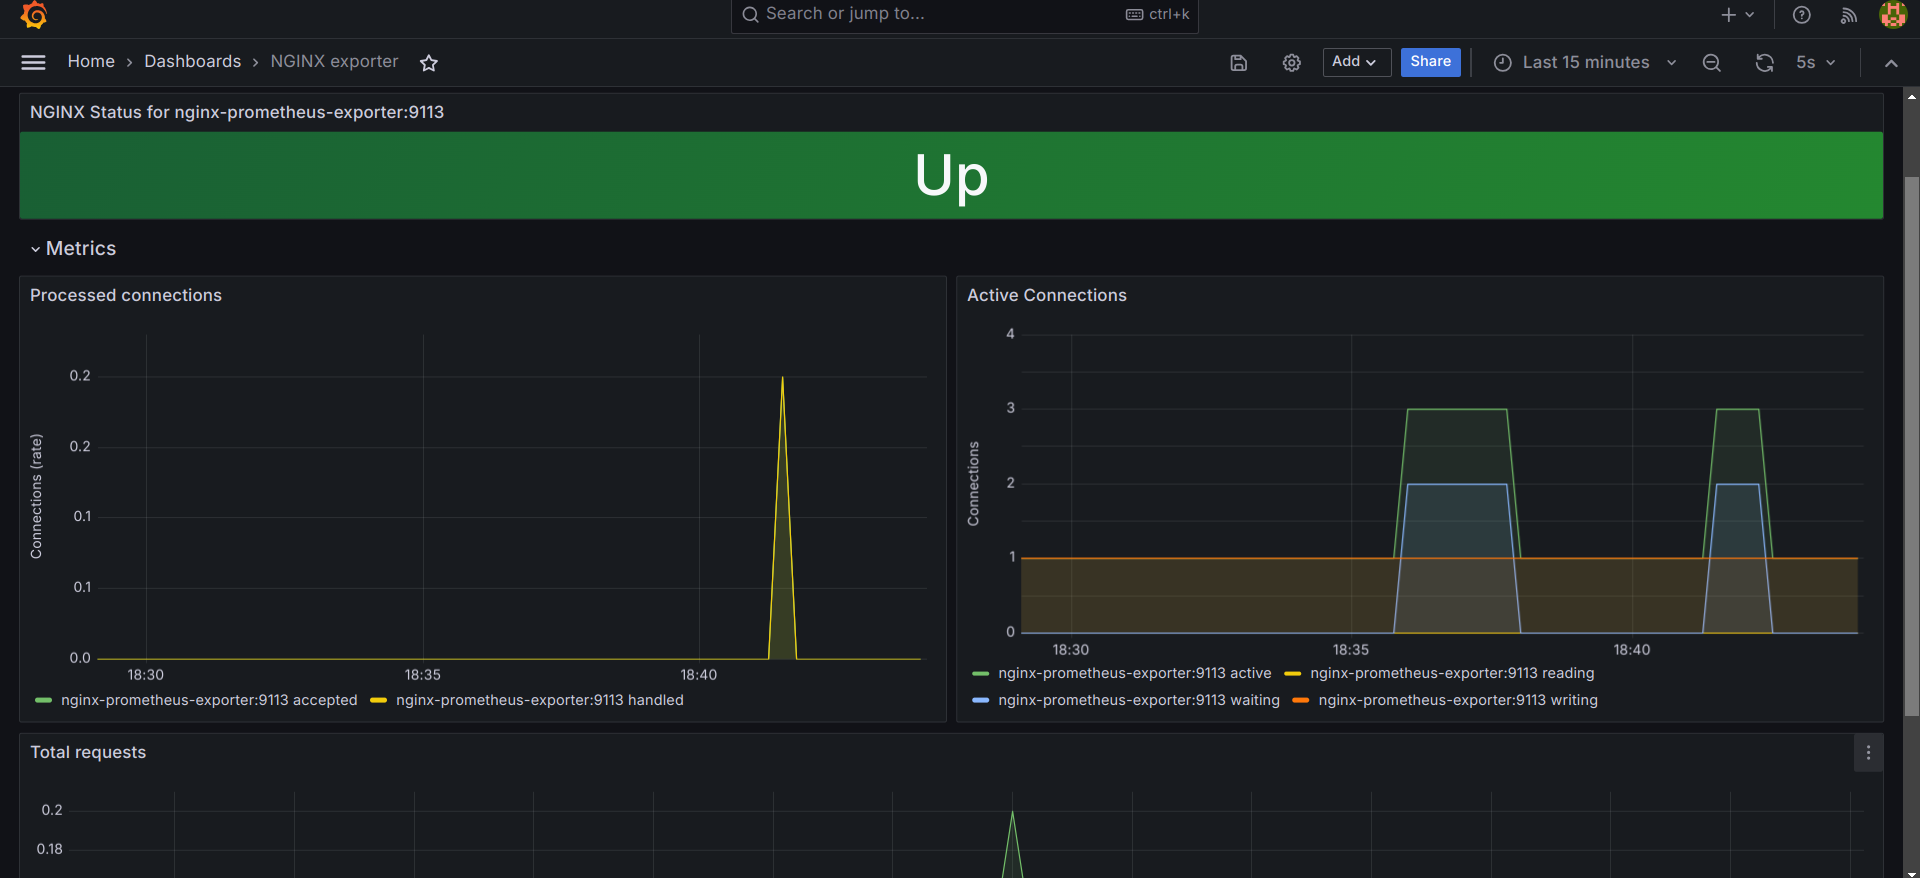 Search or jump to...
ctrl+k
Home › Dashboards › NGINX exporter
Add
Share
Last 15 minutes
5s
NGINX Status for nginx-prometheus-exporter:9113
Up
Metrics
Processed connections
Connections (rate)
0.2
0.2
0.1
0.1
0.0
18:30 18:35 18:40
nginx-prometheus-exporter:9113 accepted nginx-prometheus-exporter:9113 handled
Active Connections
Connections
4
3
2
1
0
18:30 18:35 18:40
nginx-prometheus-exporter:9113 active nginx-prometheus-exporter:9113 reading
nginx-prometheus-exporter:9113 waiting nginx-prometheus-exporter:9113 writing
Total requests
0.2
0.18